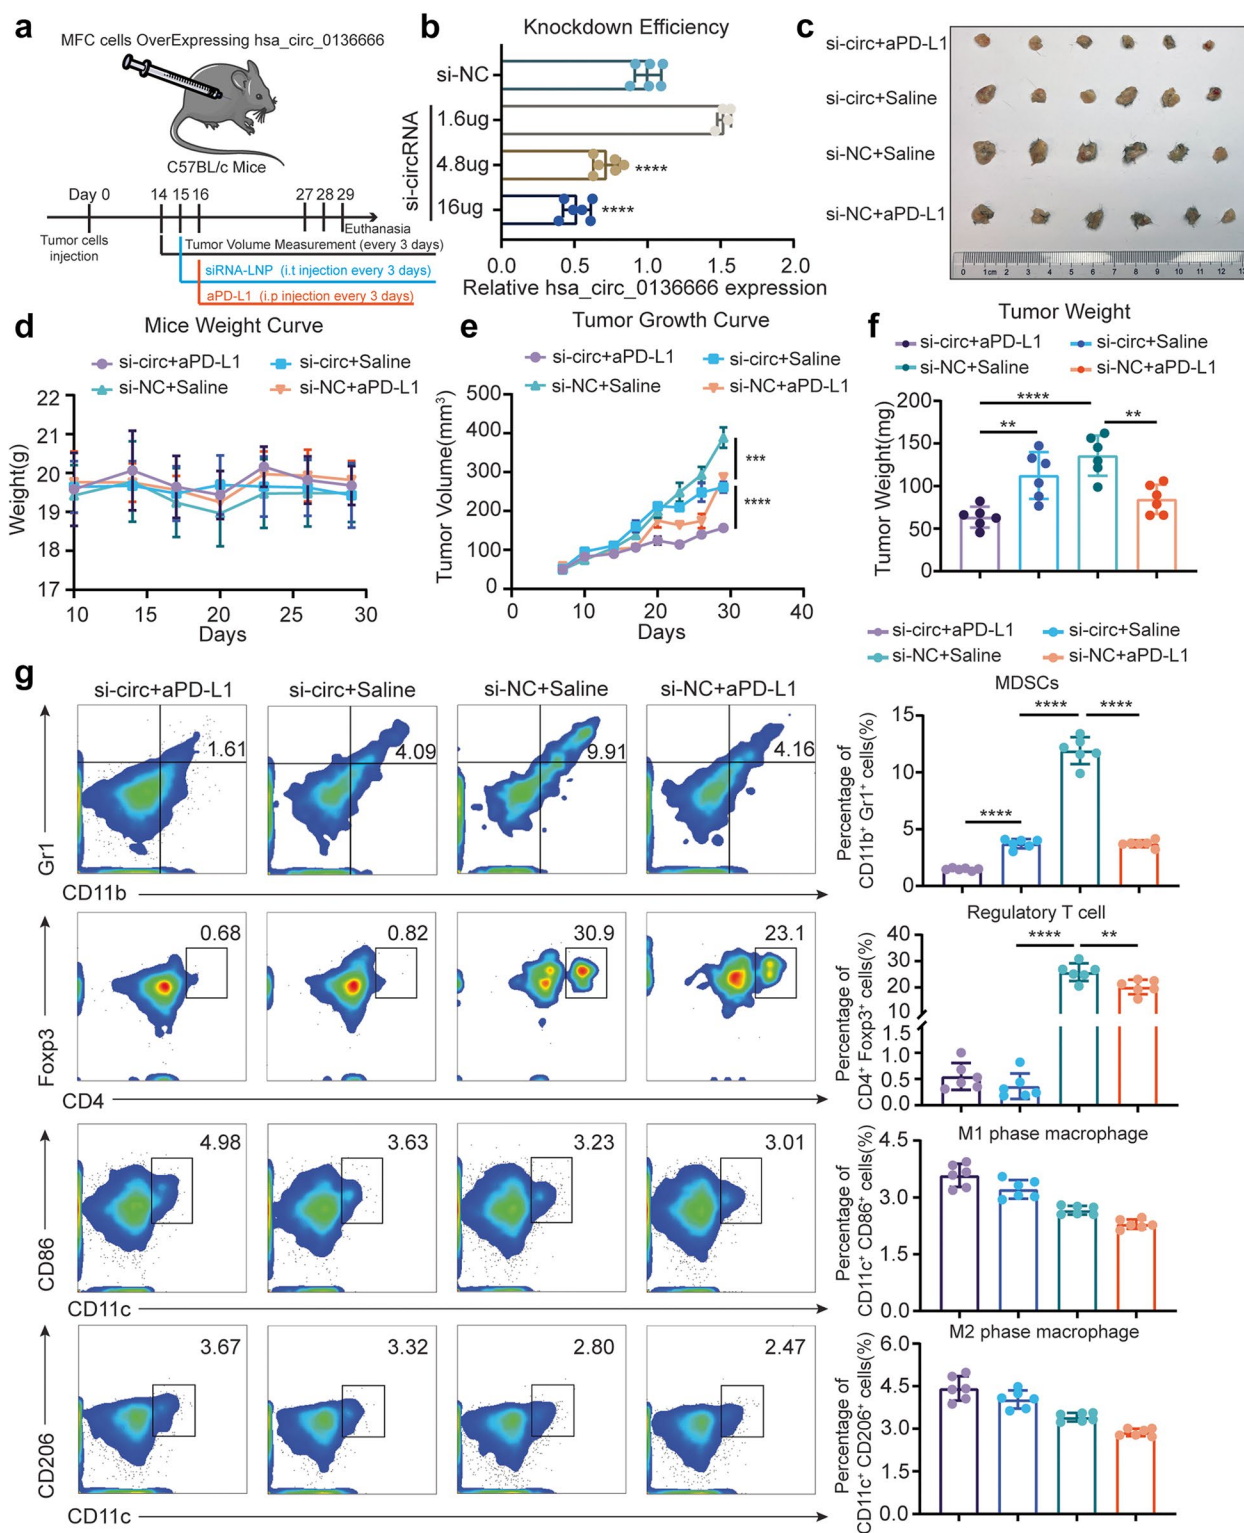 a
MFC cells OverExpressing hsa_circ_0136666
C57BL/c Mice
Day 0
14 15 16
27 28 29
Euthanasia
Tumor cells
injection
Tumor Volume Measurement (every 3 days)
siRNA-LNP (i.t injection every 3 days)
aPD-L1 (i.p injection every 3 days)
b
Knockdown Efficiency
si-NC
si-circRNA
1.6ug
4.8ug
****
16ug
****
0.0 0.5 1.0 1.5 2.0
Relative hsa_circ_0136666 expression
c
si-circ+aPD-L1
si-circ+Saline
si-NC+Saline
si-NC+aPD-L1
0 1cm 2 3 4 5 6 7 8 9 10 11 12 13
d
Mice Weight Curve
si-circ+aPD-L1
si-circ+Saline
si-NC+Saline
si-NC+aPD-L1
Weight(g)
22
21
20
19
18
17
10 15 20 25 30
Days
e
Tumor Growth Curve
si-circ+aPD-L1
si-circ+Saline
si-NC+Saline
si-NC+aPD-L1
Tumor Volume(mm³)
500
400
300
200
100
0
***
****
0 10 20 30 40
Days
f
Tumor Weight
si-circ+aPD-L1
si-circ+Saline
si-NC+Saline
si-NC+aPD-L1
Tumor Weight(mg)
200
150
100
50
0
****
**
**
g
si-circ+aPD-L1
si-circ+Saline
si-NC+Saline
si-NC+aPD-L1
1.61
4.09
9.91
4.16
Gr1
CD11b
0.68
0.82
30.9
23.1
Foxp3
CD4
4.98
3.63
3.23
3.01
CD86
CD11c
3.67
3.32
2.80
2.47
CD206
CD11c
si-circ+aPD-L1
si-circ+Saline
si-NC+Saline
si-NC+aPD-L1
MDSCs
Percentage of
CD11b⁺ Gr1⁺ cells(%)
15
10
5
0
****
****
****
Regulatory T cell
Percentage of
CD4⁺ Foxp3⁺ cells(%)
40
30
20
10
1.5
1.0
0.5
0.0
****
**
M1 phase macrophage
Percentage of
CD11c⁺ CD86⁺ cells(%)
4.5
3.0
1.5
0.0
M2 phase macrophage
Percentage of
CD11c⁺ CD206⁺ cells(%)
6.0
4.5
3.0
1.5
0.0